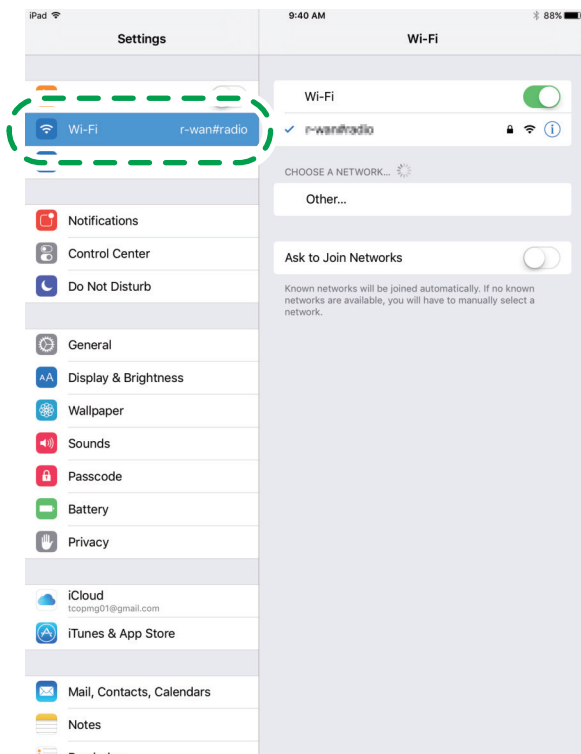 iPad 9:40 AM 88%
Settings
Wi-Fi r-wan#radio
Notifications
Control Center
Do Not Disturb
General
AA Display & Brightness
Wallpaper
Sounds
Passcode
Battery
Privacy
iCloud
tcopmg01@gmail.com
iTunes & App Store
Mail, Contacts, Calendars
Notes
Wi-Fi
Wi-Fi
CHOOSE A NETWORK...
Other...
Ask to Join Networks
Known networks will be joined automatically. If no known
networks are available, you will have to manually select a
network.